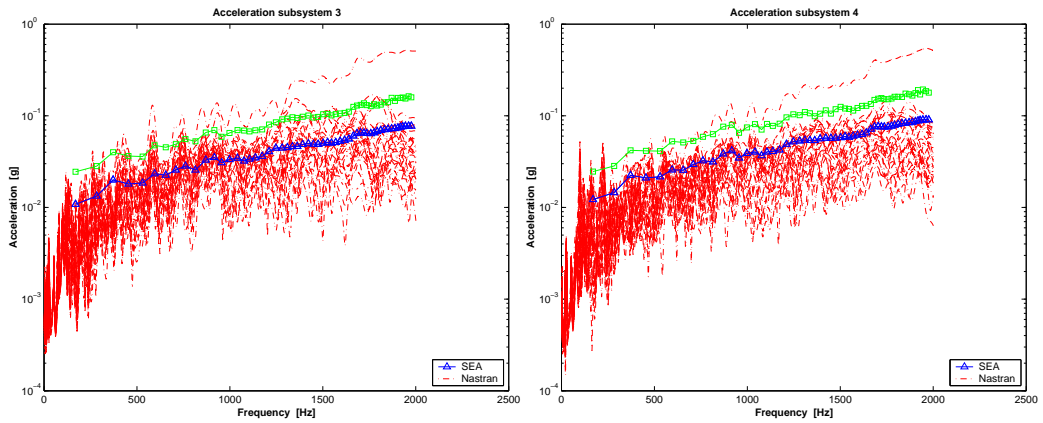 Acceleration subsystem 3
10^0
10^-1
10^-2
10^-3
10^-4
Acceleration [g]
0 500 1000 1500 2000 2500
Frequency [Hz]
SEA
Nastran
Acceleration subsystem 4
10^0
10^-1
10^-2
10^-3
10^-4
Acceleration [g]
0 500 1000 1500 2000 2500
Frequency [Hz]
SEA
Nastran